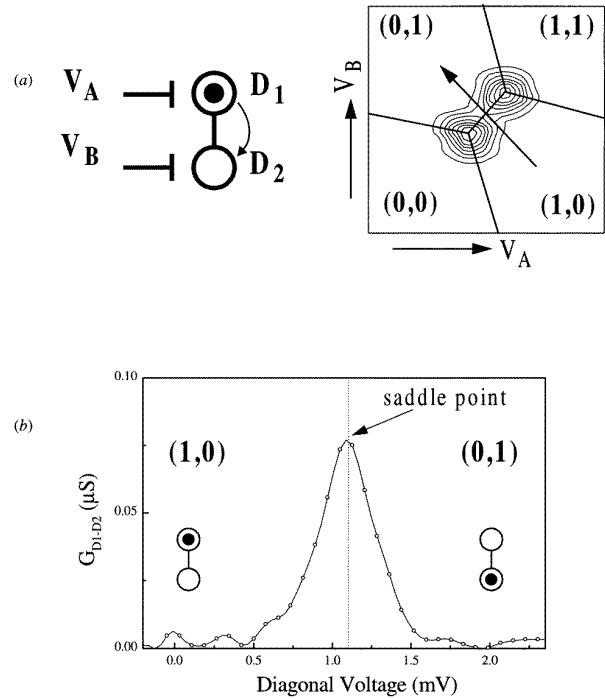 (a)
V_A
D_1
V_B
D_2
(0,1)
(1,1)
V_B
(0,0)
(1,0)
V_A
(b)
0.10
0.05
0.00
G_{D1-D2} (μS)
saddle point
(1,0)
(0,1)
0.0
0.5
1.0
1.5
2.0
Diagonal Voltage (mV)